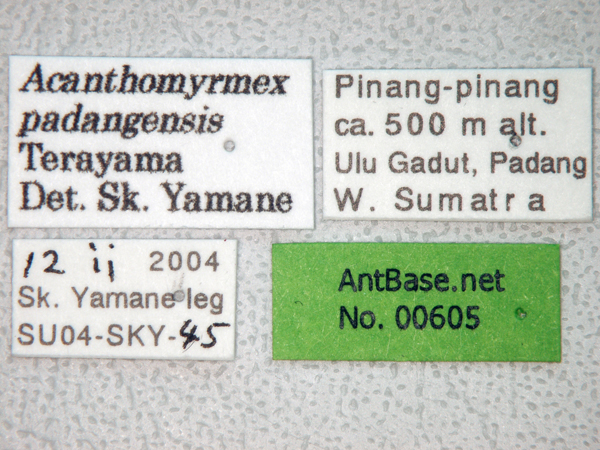 Acanthomyrmex
padangensis
Terayama
Det. Sk. Yamane
Pinang-pinang
ca. 500 m alt.
Ulu Gadut, Padang
W. Sumatra
12 ii 2004
Sk. Yamane leg
SU04-SKY-45
AntBase.net
No. 00605